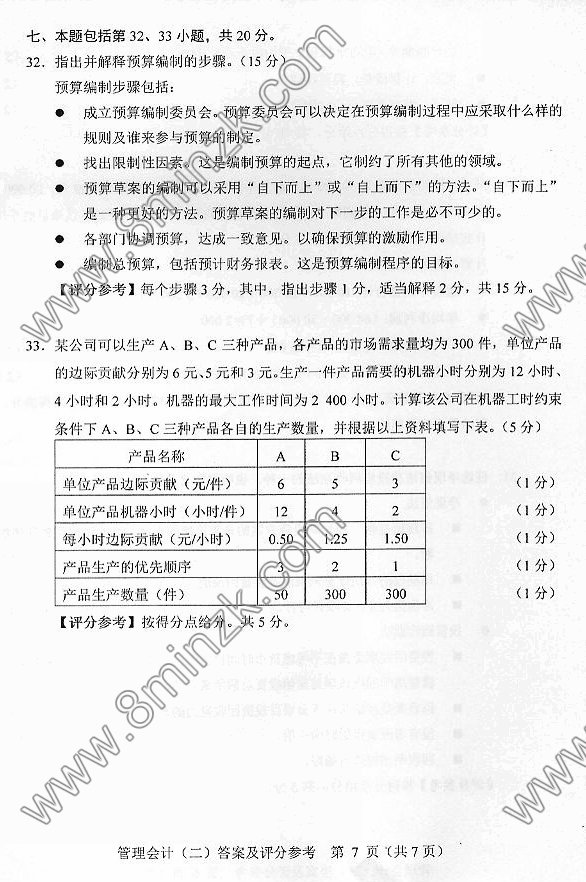 七、本题包括第 32、33 小题，共 20 分。
32. 指出并解释预算编制的步骤。（15 分）
预算编制步骤包括：
● 成立预算编制委员会。预算委员会可以决定在预算编制过程中应采取什么样的
规则及谁来参与预算的制定。
● 找出限制性因素。这是编制预算的起点，它制约了所有其他的领域。
● 预算草案的编制可以采用“自下而上”或“自上而下”的方法。“自下而上”
是一种更好的方法。预算草案的编制对下一步的工作是必不可少的。
● 各部门协调预算，达成一致意见。以确保预算的激励作用。
● 编制总预算，包括预计财务报表。这是预算编制程序的目标。
【评分参考】每个步骤 3 分，其中，指出步骤 1 分，适当解释 2 分，共 15 分。
33. 某公司可以生产 A、B、C 三种产品，各产品的市场需求量均为 300 件，单位产品
的边际贡献分别为 6 元、5 元和 3 元。生产一件产品需要的机器小时分别为 12 小时、
4 小时和 2 小时。机器的最大工作时间为 2 400 小时。计算该公司在机器工时约束
条件下 A、B、C 三种产品各自的生产数量，并根据以上资料填写下表。（5 分）
产品名称 A B C
单位产品边际贡献（元/件） 6 5 3 （1 分）
单位产品机器小时（小时/件） 12 4 2 （1 分）
每小时边际贡献（元/小时） 0.50 1.25 1.50 （1 分）
产品生产的优先顺序 3 2 1 （1 分）
产品生产数量（件） 50 300 300 （1 分）
【评分参考】按得分点给分。共 5 分。
管理会计（二）答案及评分参考 第 7 页（共 7 页）
www.8minzk.com
www.8minzk.com
www.8minzk.com
www.8minzk.com